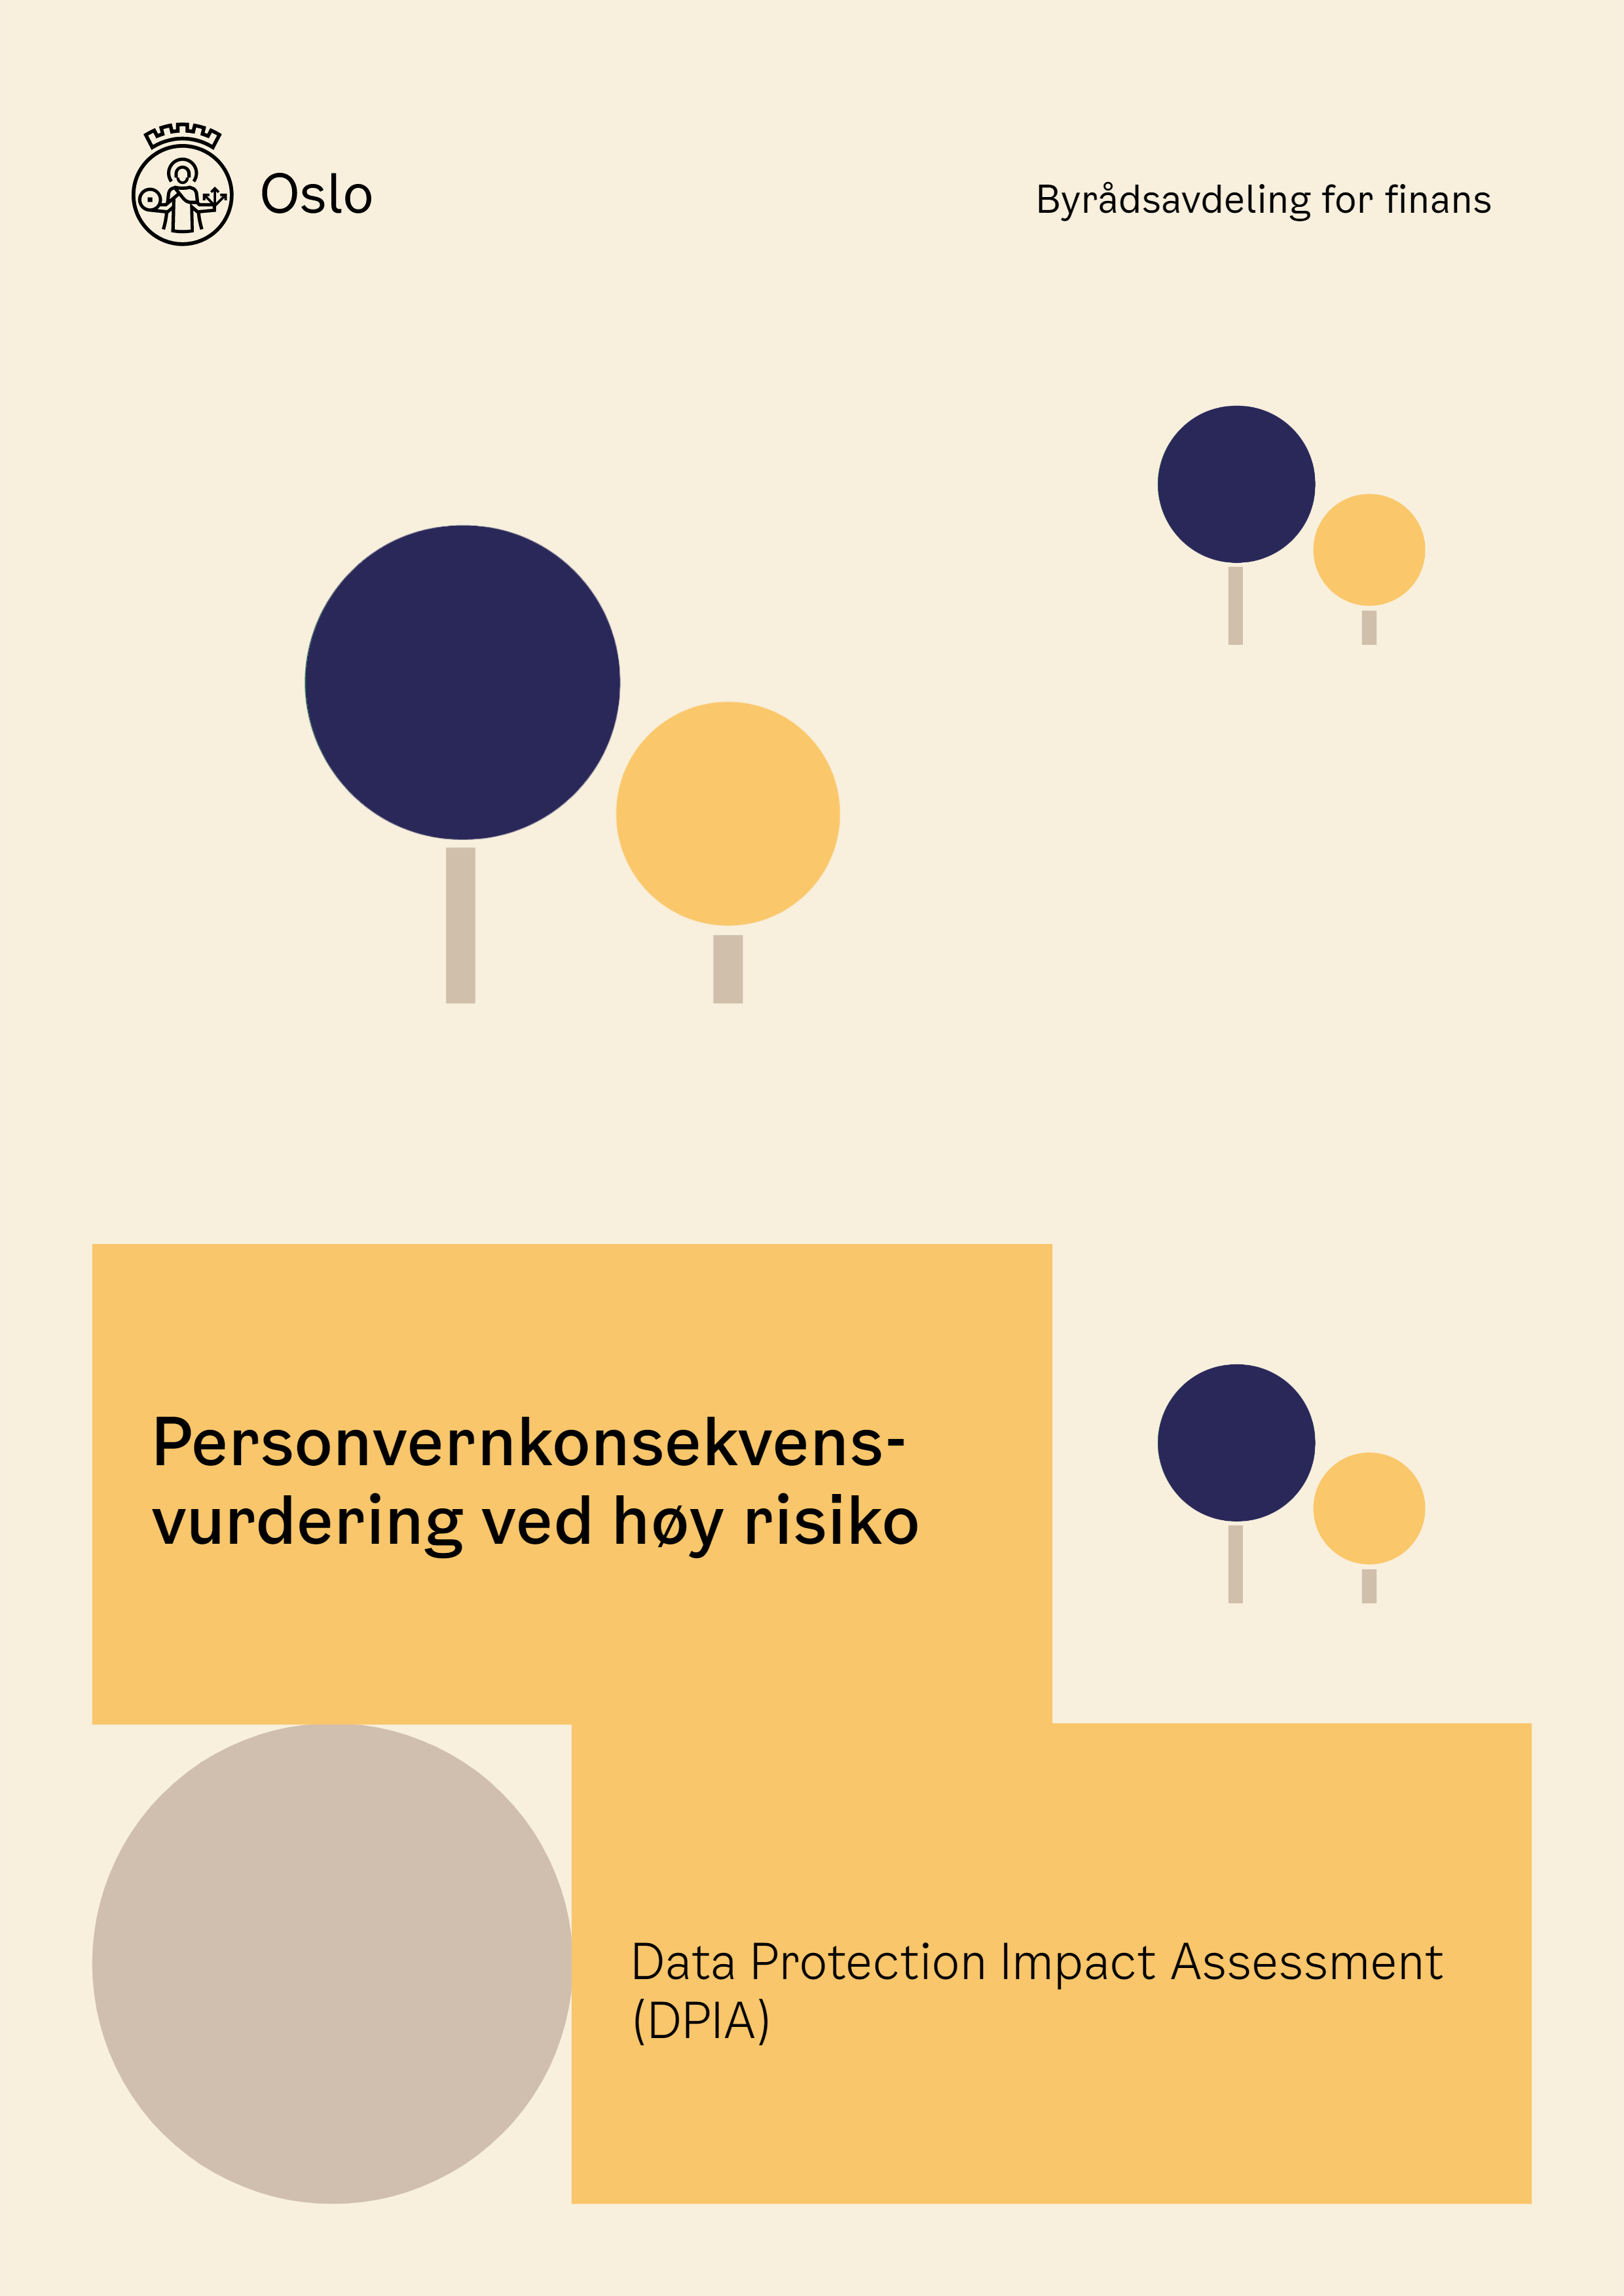 Oslo
Byrådsavdeling for finans
Personvernkonsekvens-
vurdering ved høy risiko
Data Protection Impact Assessment
(DPIA)